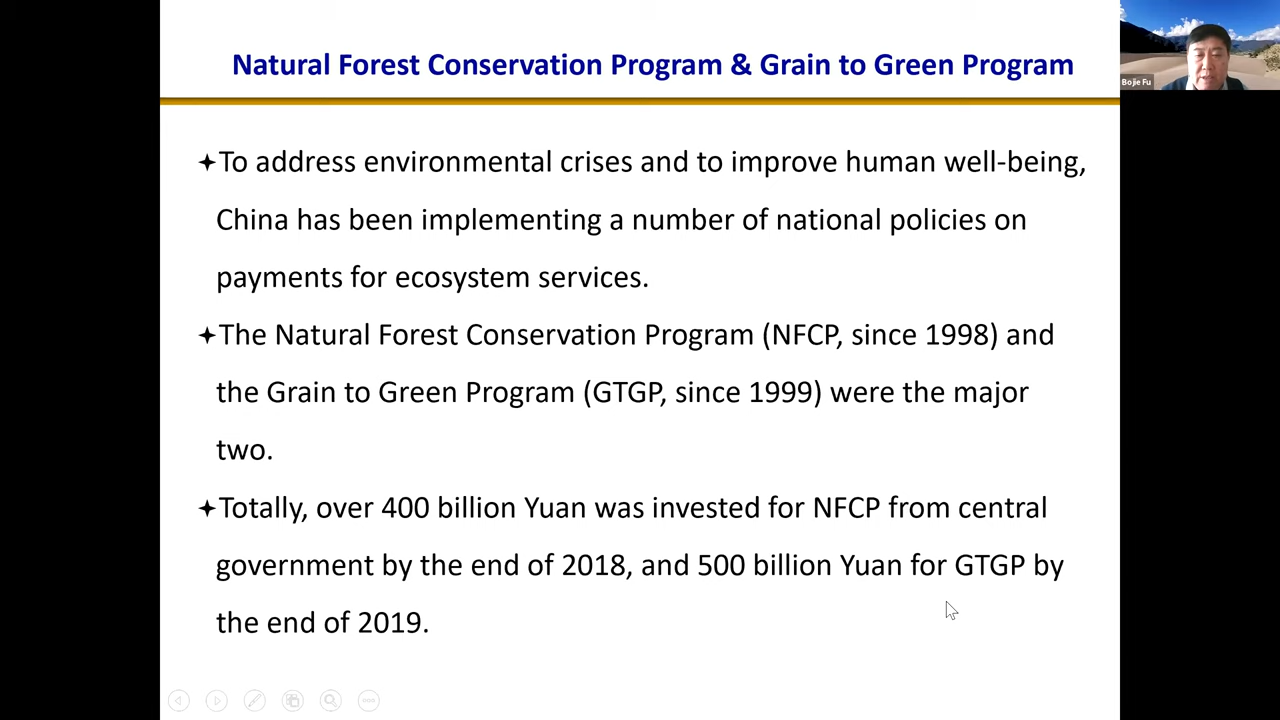 Natural Forest Conservation Program & Grain to Green Program
Bojie Fu
To address environmental crises and to improve human well-being,
China has been implementing a number of national policies on
payments for ecosystem services.
The Natural Forest Conservation Program (NFCP, since 1998) and
the Grain to Green Program (GTGP, since 1999) were the major
two.
Totally, over 400 billion Yuan was invested for NFCP from central
government by the end of 2018, and 500 billion Yuan for GTGP by
the end of 2019.